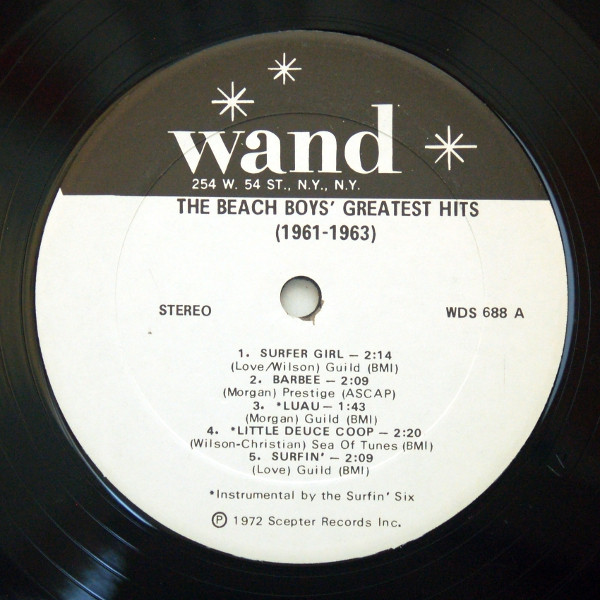 wand
254 W. 54 ST., N.Y., N.Y.
THE BEACH BOYS' GREATEST HITS
(1961-1963)
STEREO WDS 688 A
1. SURFER GIRL — 2:14
(Love/Wilson) Guild (BMI)
2. BARBEE — 2:09
(Morgan) Prestige (ASCAP)
3. *LUAU — 1:43
(Morgan) Guild (BMI)
4. *LITTLE DEUCE COOP — 2:20
(Wilson-Christian) Sea Of Tunes (BMI)
5. SURFIN' — 2:09
(Love) Guild (BMI)
*Instrumental by the Surfin' Six
Ⓟ 1972 Scepter Records Inc.